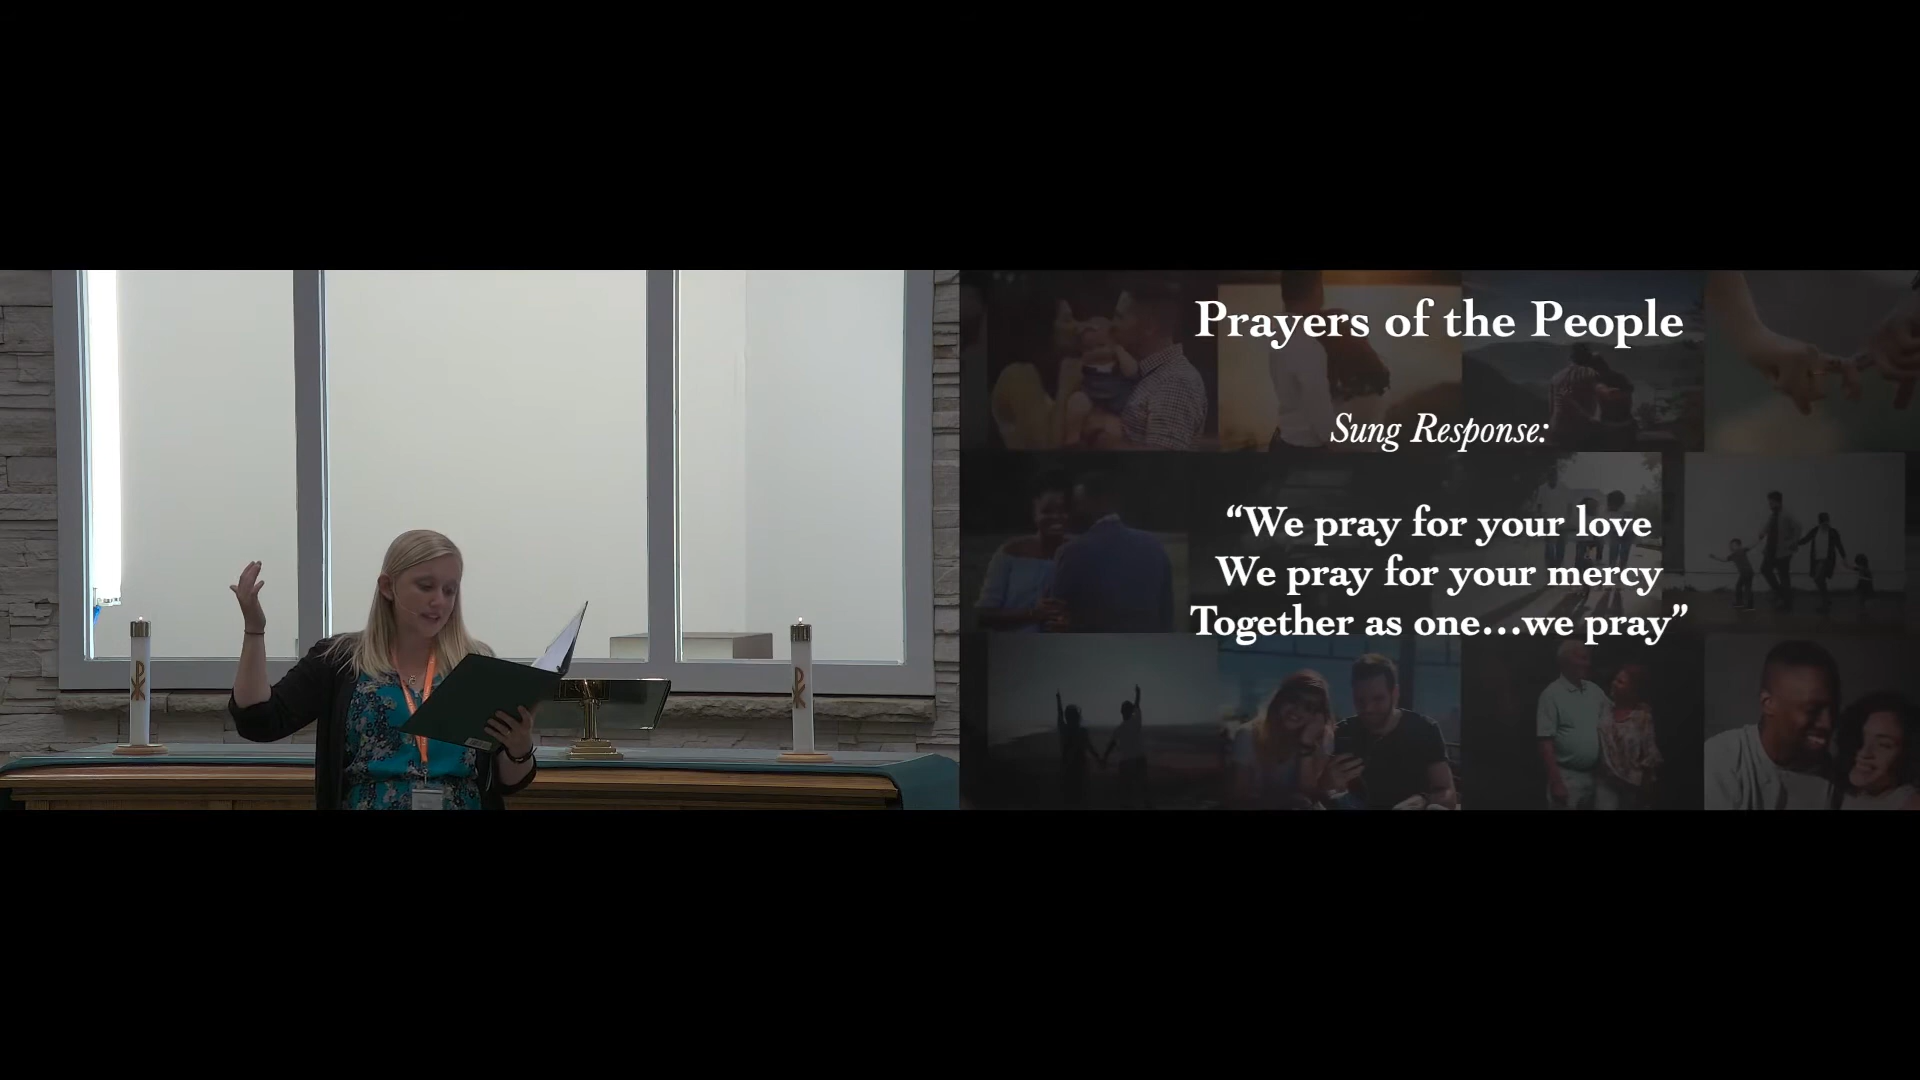 Prayers of the People
Sung Response:
“We pray for your love
We pray for your mercy
Together as one...we pray”